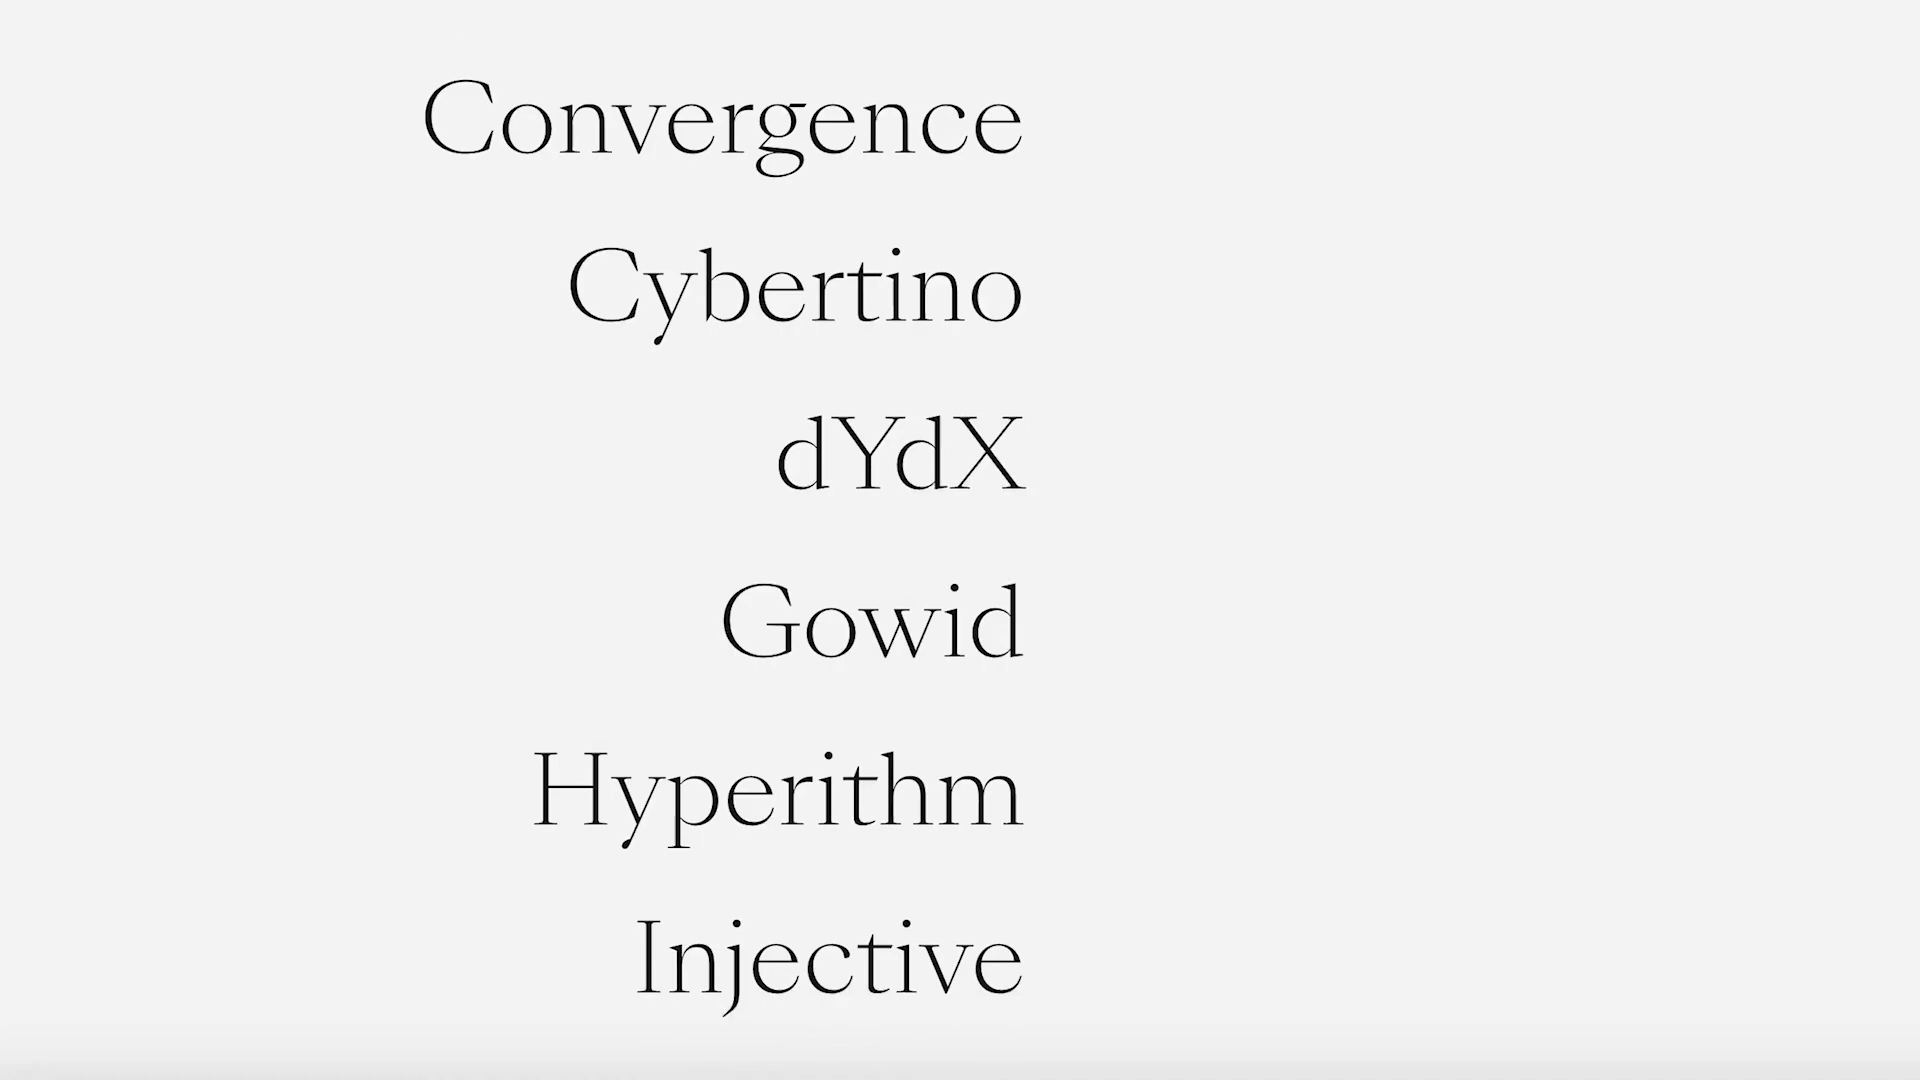 Convergence
Cybertino
dYdX
Gowid
Hyperithm
Injective